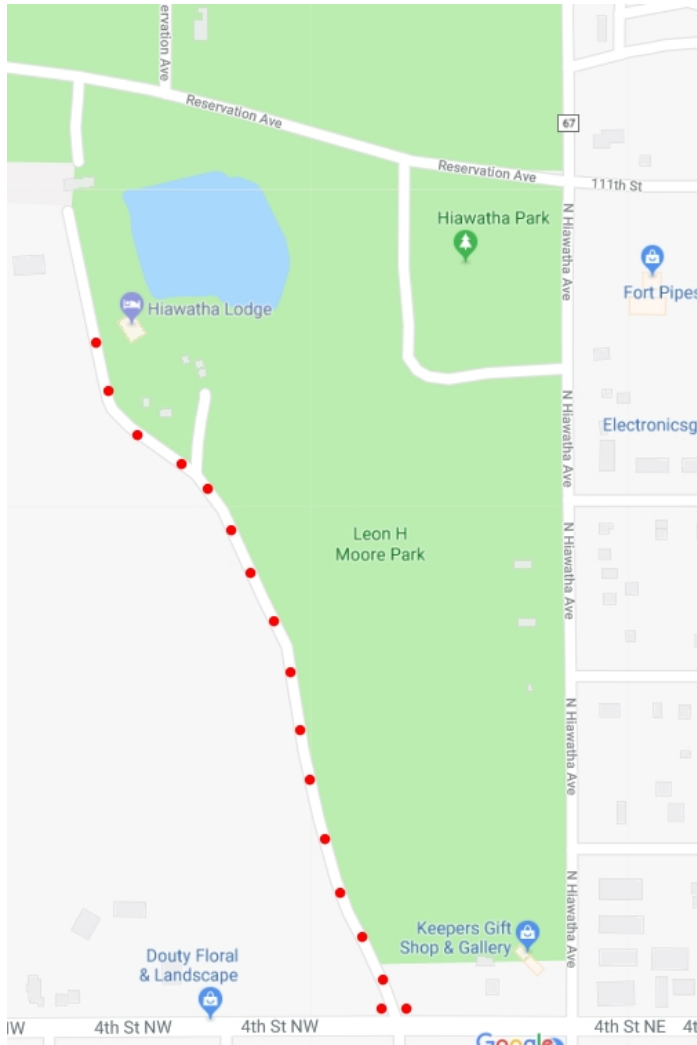 ervation Ave
Reservation Ave
67
Reservation Ave
111th St
Hiawatha Park
N Hiawatha Ave
Fort Pipes
Hiawatha Lodge
N Hiawatha Ave
Electronicsg
Leon H
Moore Park
N Hiawatha Ave
N Hiawatha Ave
N Hiawatha Ave
Keepers Gift
Shop & Gallery
Douty Floral
& Landscape
IW
4th St NW
4th St NW
4th St NE
4t
Google